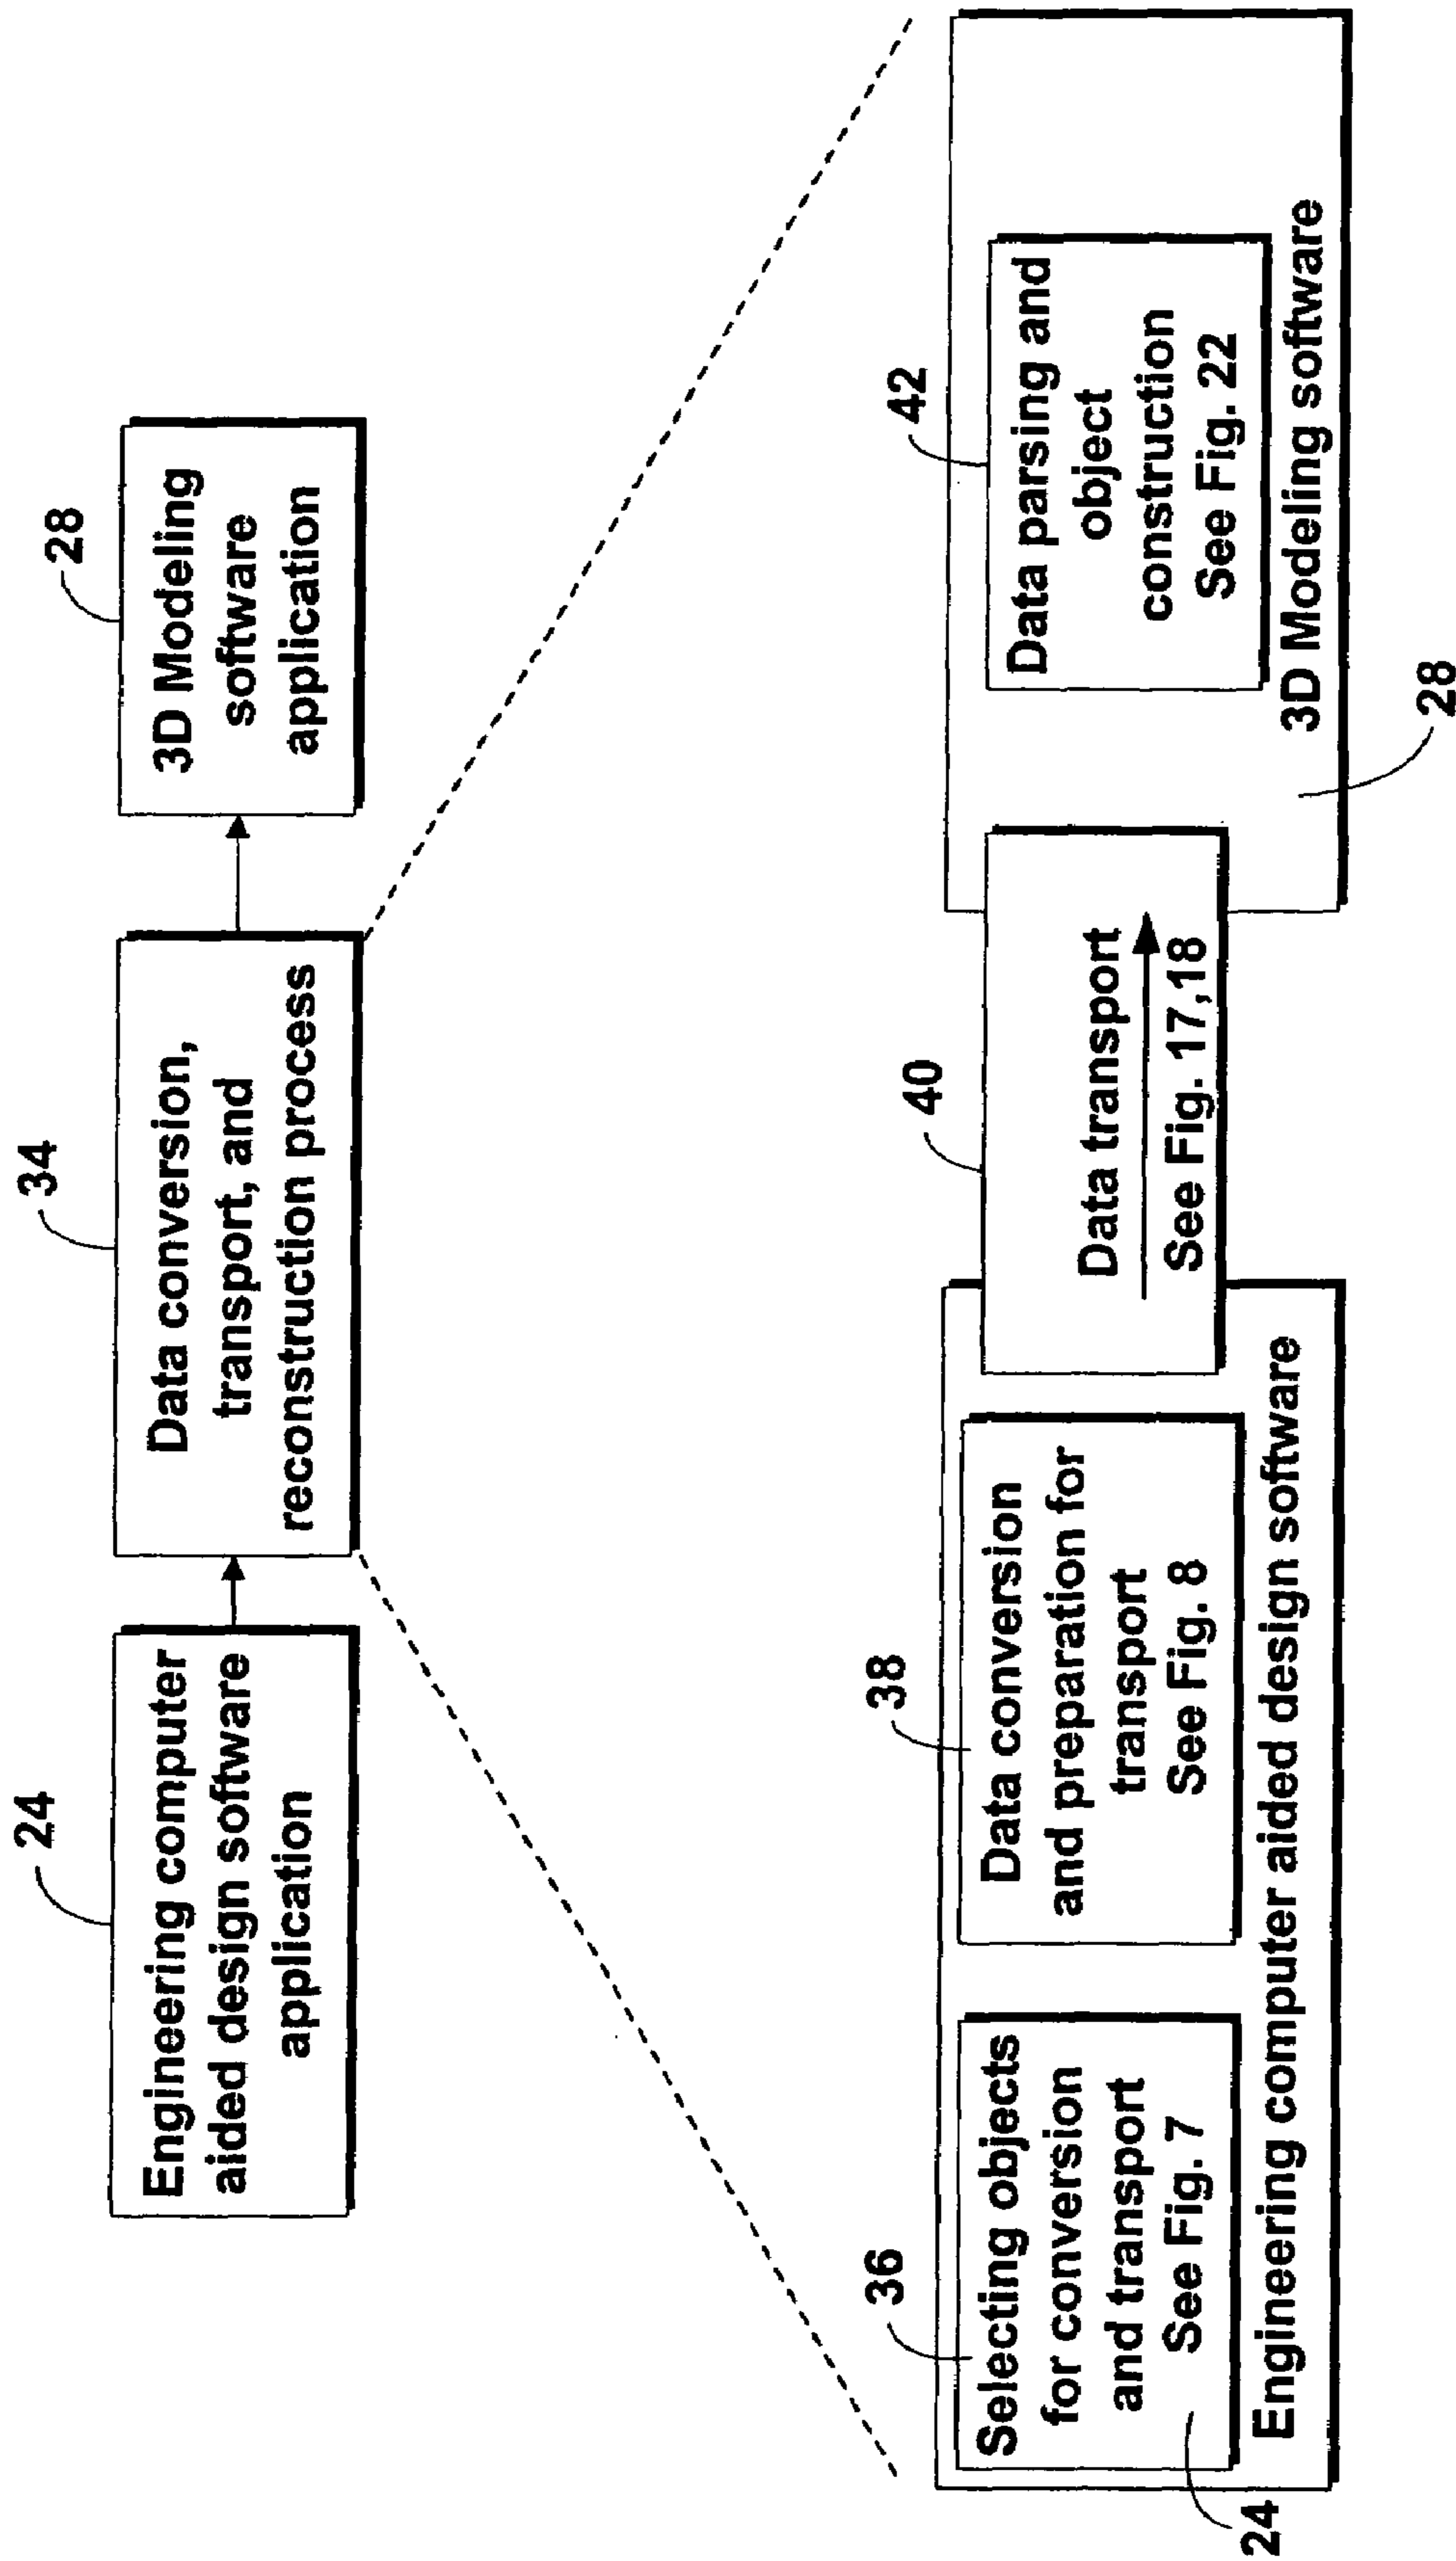 24
Engineering computer
aided design software
application
34
Data conversion,
transport, and
reconstruction process
28
3D Modeling
software
application
36
Selecting objects
for conversion
and transport
See Fig. 7
24
38
Data conversion
and preparation for
transport
See Fig. 8
Engineering computer aided design software
40
Data transport
See Fig. 17,18
42
Data parsing and
object
construction
See Fig. 22
3D Modeling software
28